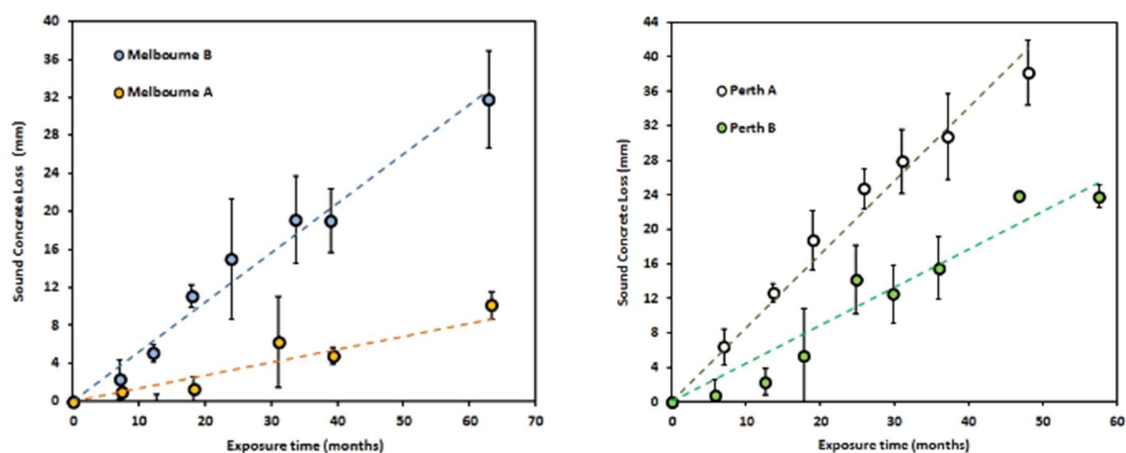 40
36
32
28
24
20
16
12
8
4
0
Sound Concrete Loss (mm)
Melbourne B
Melbourne A
0 10 20 30 40 50 60 70
Exposure time (months)
44
40
36
32
28
24
20
16
12
8
4
0
Sound Concrete Loss (mm)
Perth A
Perth B
0 10 20 30 40 50 60
Exposure time (months)